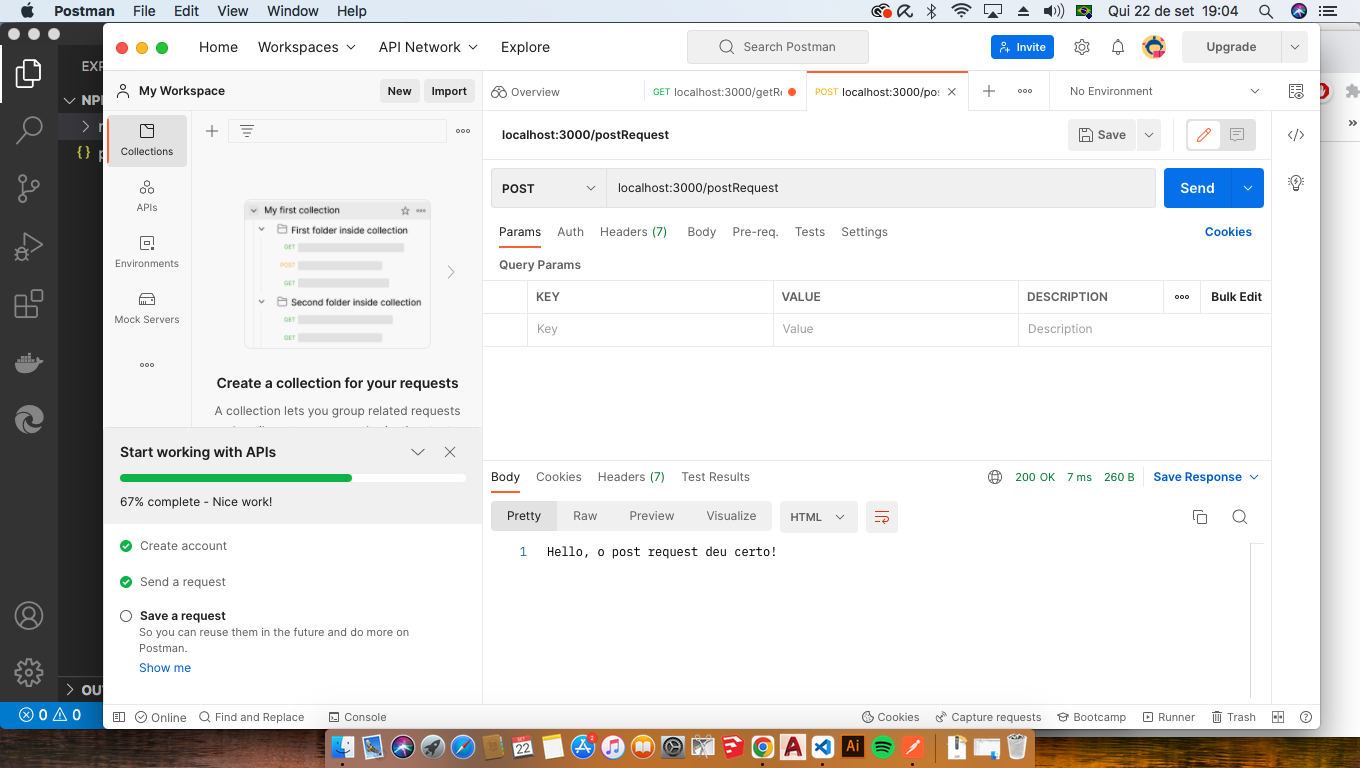 Postman File Edit View Window Help Qui 22 de set 19:04
Home Workspaces API Network Explore Search Postman Invite Upgrade
EXP
NPI
My Workspace New Import
Overview GET localhost:3000/getRe POST localhost:3000/pos No Environment
Collections
APIs
Environments
Mock Servers
localhost:3000/postRequest Save
POST localhost:3000/postRequest Send
Params Auth Headers (7) Body Pre-req. Tests Settings Cookies
Query Params
KEY VALUE DESCRIPTION Bulk Edit
Key Value Description
My first collection
First folder inside collection
GET
POST
GET
Second folder inside collection
GET
GET
Create a collection for your requests
A collection lets you group related requests
Start working with APIs
67% complete - Nice work!
Create account
Send a request
Save a request
So you can reuse them in the future and do more on
Postman.
Show me
Body Cookies Headers (7) Test Results 200 OK 7 ms 260 B Save Response
Pretty Raw Preview Visualize HTML
1 Hello, o post request deu certo!
OU
0 0
Online Find and Replace Console Cookies Capture requests Bootcamp Runner Trash
22
2
Ai